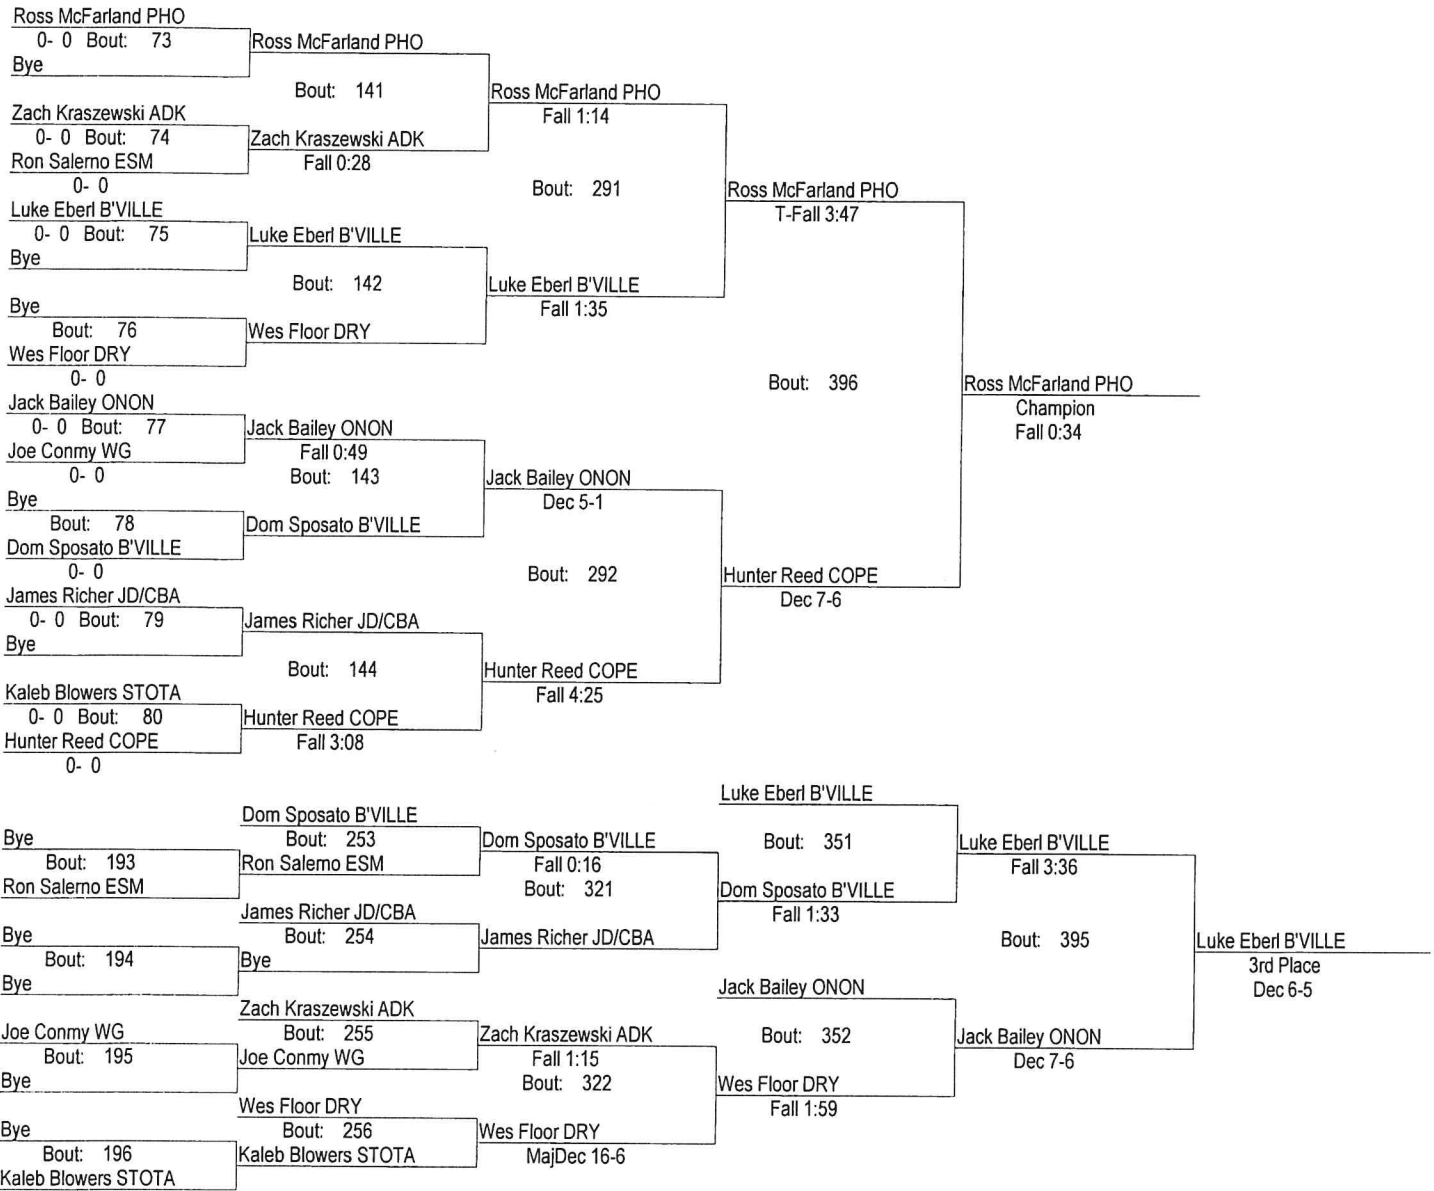 Ross McFarland PHO
0- 0 Bout: 73
Bye
Ross McFarland PHO
Bout: 141
Zach Kraszewski ADK
0- 0 Bout: 74
Ron Salerno ESM
0- 0
Zach Kraszewski ADK
Fall 0:28
Ross McFarland PHO
Fall 1:14
Bout: 291
Luke Eberl B'VILLE
0- 0 Bout: 75
Bye
Luke Eberl B'VILLE
Bout: 142
Bye
Bout: 76
Wes Floor DRY
0- 0
Wes Floor DRY
Luke Eberl B'VILLE
Fall 1:35
Ross McFarland PHO
T-Fall 3:47
Bout: 396
Ross McFarland PHO
Champion
Fall 0:34
Jack Bailey ONON
0- 0 Bout: 77
Joe Conmy WG
0- 0
Jack Bailey ONON
Fall 0:49
Bout: 143
Bye
Bout: 78
Dom Sposato B'VILLE
0- 0
Dom Sposato B'VILLE
Jack Bailey ONON
Dec 5-1
Bout: 292
James Richer JD/CBA
0- 0 Bout: 79
Bye
James Richer JD/CBA
Bout: 144
Kaleb Blowers STOTA
0- 0 Bout: 80
Hunter Reed COPE
0- 0
Hunter Reed COPE
Fall 3:08
Hunter Reed COPE
Fall 4:25
Hunter Reed COPE
Dec 7-6
Bye
Bout: 193
Ron Salerno ESM
Dom Sposato B'VILLE
Bout: 253
Ron Salerno ESM
Dom Sposato B'VILLE
Fall 0:16
Bout: 321
Bye
Bout: 194
Bye
James Richer JD/CBA
Bout: 254
Bye
James Richer JD/CBA
Luke Eberl B'VILLE
Bout: 351
Dom Sposato B'VILLE
Fall 1:33
Luke Eberl B'VILLE
Fall 3:36
Bout: 395
Luke Eberl B'VILLE
3rd Place
Dec 6-5
Joe Conmy WG
Bout: 195
Bye
Zach Kraszewski ADK
Bout: 255
Joe Conmy WG
Zach Kraszewski ADK
Fall 1:15
Bout: 322
Bye
Bout: 196
Kaleb Blowers STOTA
Wes Floor DRY
Bout: 256
Kaleb Blowers STOTA
Wes Floor DRY
MajDec 16-6
Jack Bailey ONON
Bout: 352
Wes Floor DRY
Fall 1:59
Jack Bailey ONON
Dec 7-6